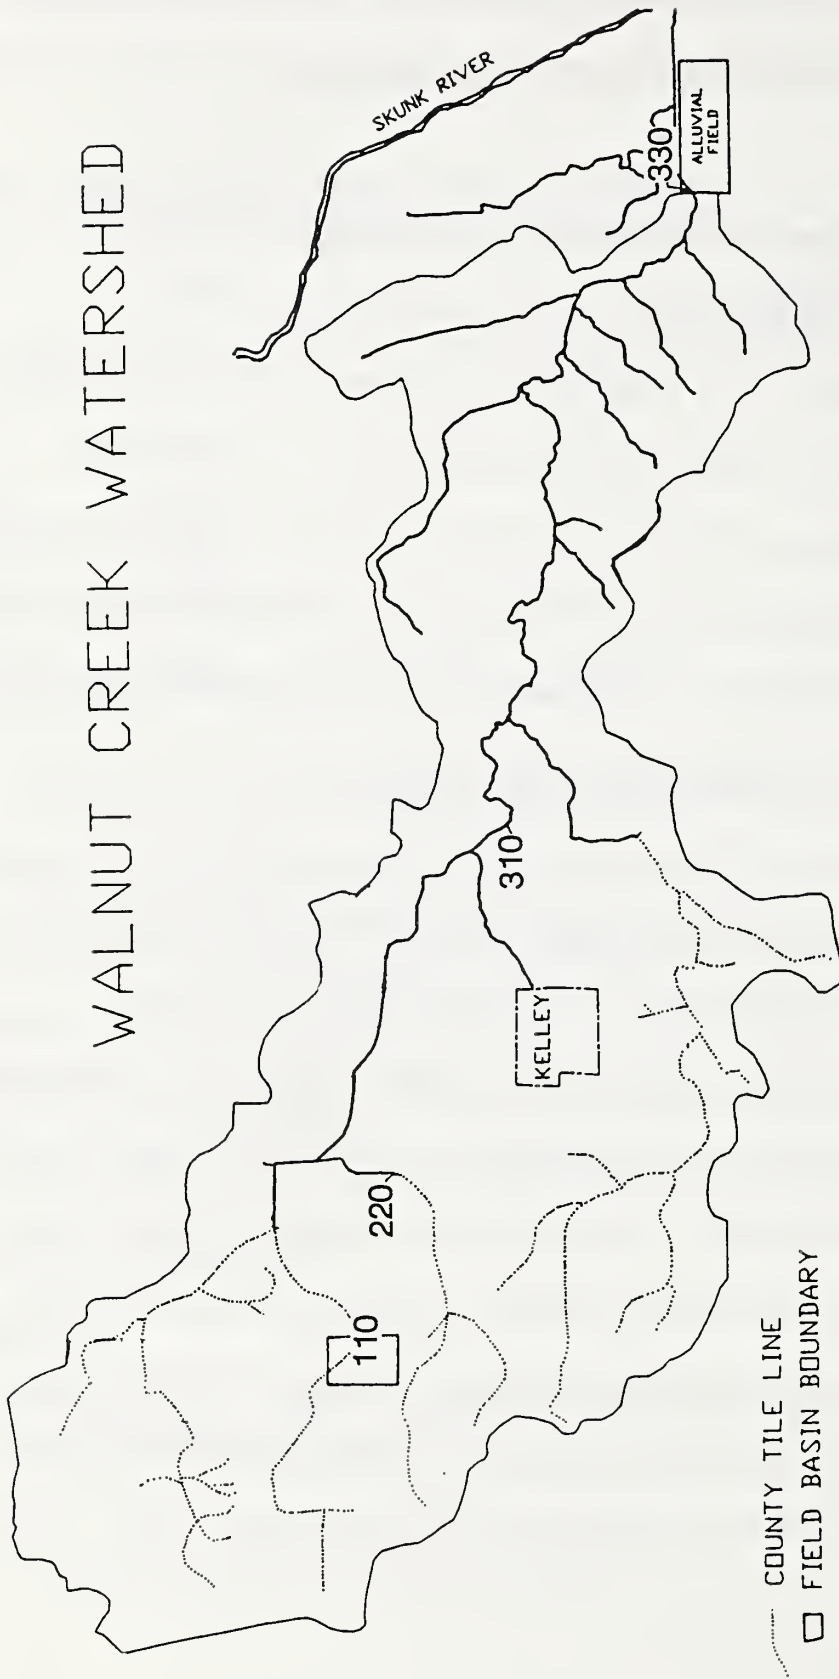 WALNUT CREEK WATERSHED
SKUNK RIVER
330
ALLUVIAL
FIELD
310
KELLEY
220
110
COUNTY TILE LINE
FIELD BASIN BOUNDARY